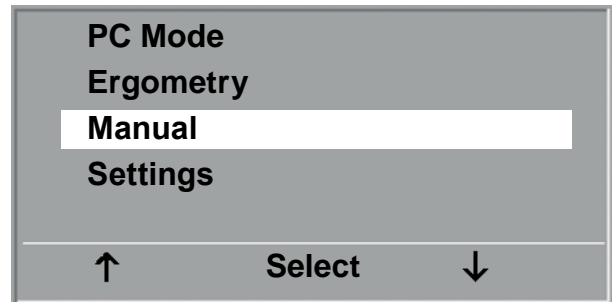 PC Mode
Ergometry
Manual
Settings
↑ Select ↓